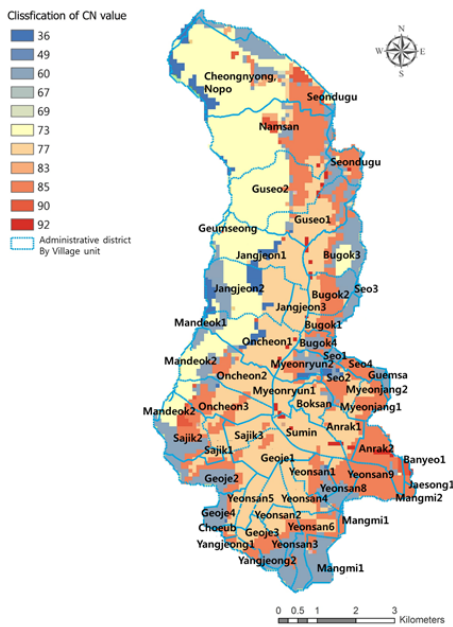 Clissfication of CN value
36
49
60
67
69
73
77
83
85
90
92
Administrative district
By Village unit
N
W E
S
Cheongnyong,
Nopo
Seondugu
Namsan
Seondugu
Guseo2
Guseo1
Geumseong
Jangjeon1
Bugok3
Jangjeon2
Bugok2
Seo3
Jangjeon3
Mandeok1
Bugok1
Oncheon1
Bugok4
Seo1
Mandeok2
Myeonryun2
Seo4
Oncheon2
Seo2
Guemsa
Myeonryun1
Myeonjang2
Mandeok2
Oncheon3
Boksan
Myeonjang1
Sajik2
Sajik3
Sumin
Anrak1
Sajik1
Anrak2
Geoje1
Banyeo1
Geoje2
Yeonsan1
Yeonsan9
Yeonsan8
Jaesong1
Yeonsan5
Yeonsan4
Mangmi2
Geoje4
Yeonsan2
Mangmi1
Choeub
Geoje3
Yeonsan6
Yangjeong1
Yeonsan3
Yangjeong2
Mangmi1
0 0.5 1 2 3
Kilometers